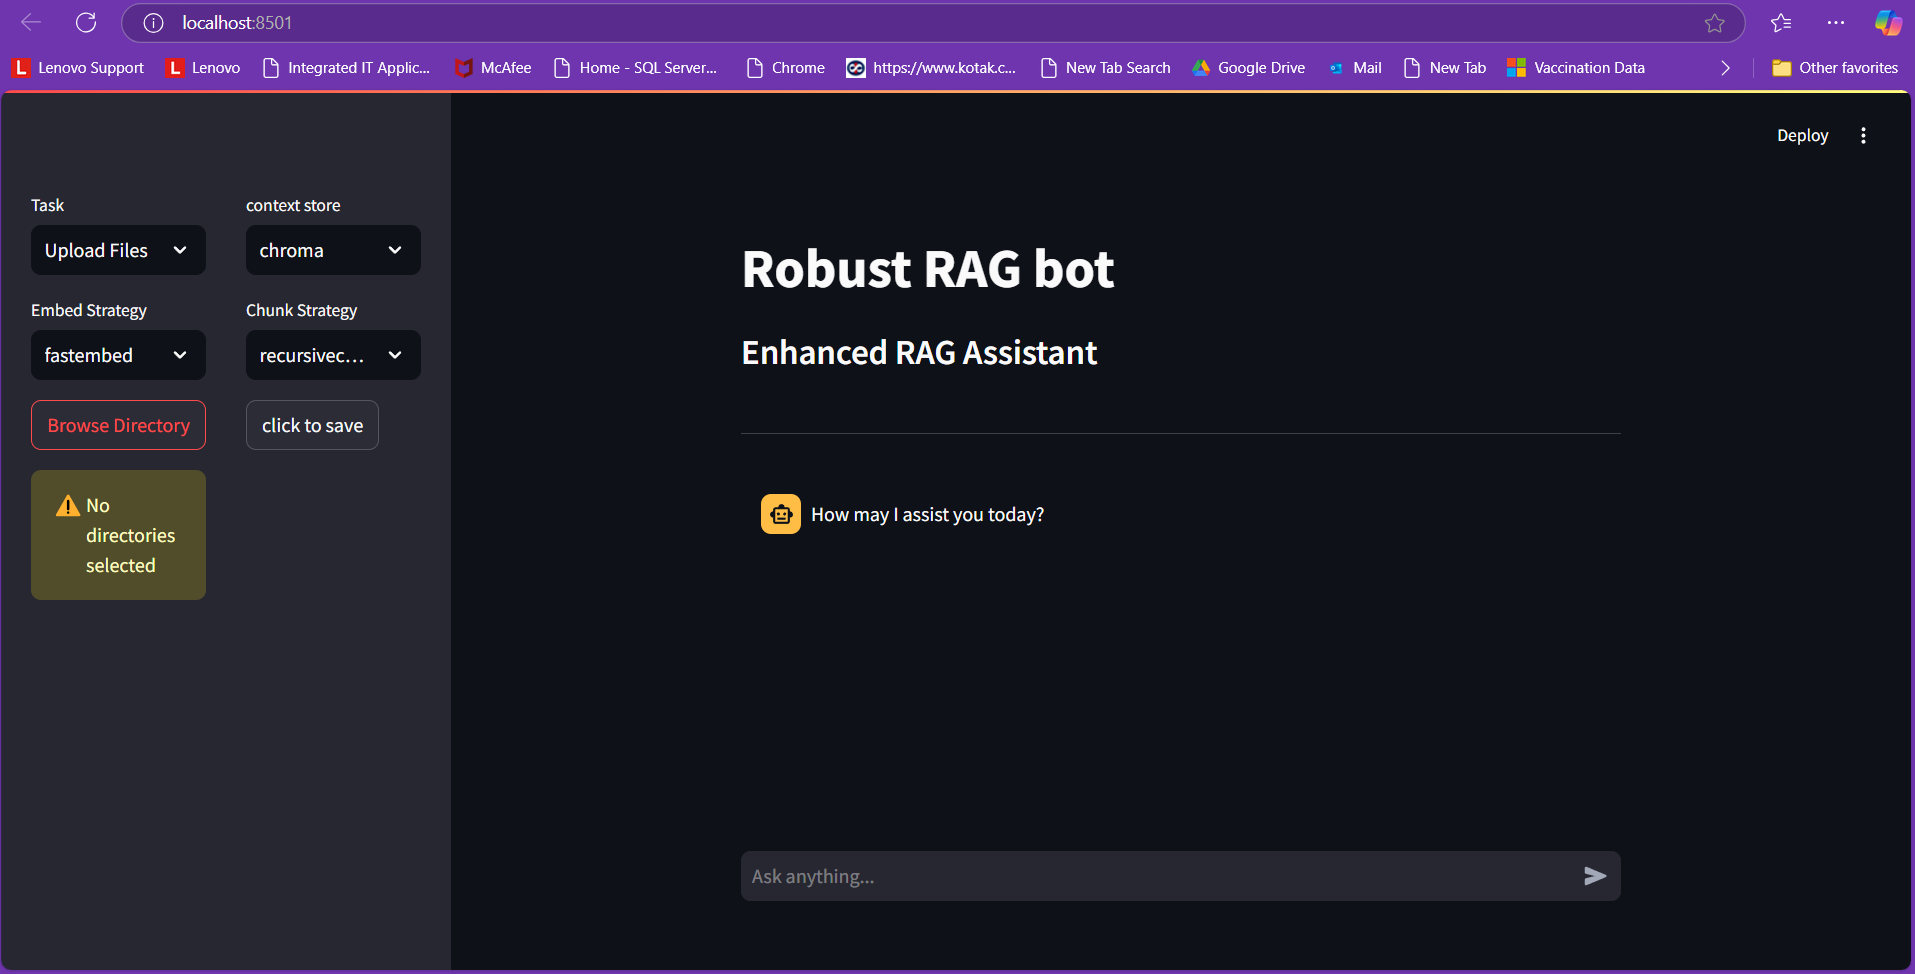 localhost:8501
Lenovo Support
Lenovo
Integrated IT Applic...
McAfee
Home - SQL Server...
Chrome
https://www.kotak.c...
New Tab Search
Google Drive
Mail
New Tab
Vaccination Data
Other favorites
Deploy
Task
context store
Upload Files
chroma
Embed Strategy
Chunk Strategy
fastembed
recursivec...
Browse Directory
click to save
No
directories
selected
Robust RAG bot
Enhanced RAG Assistant
How may I assist you today?
Ask anything...